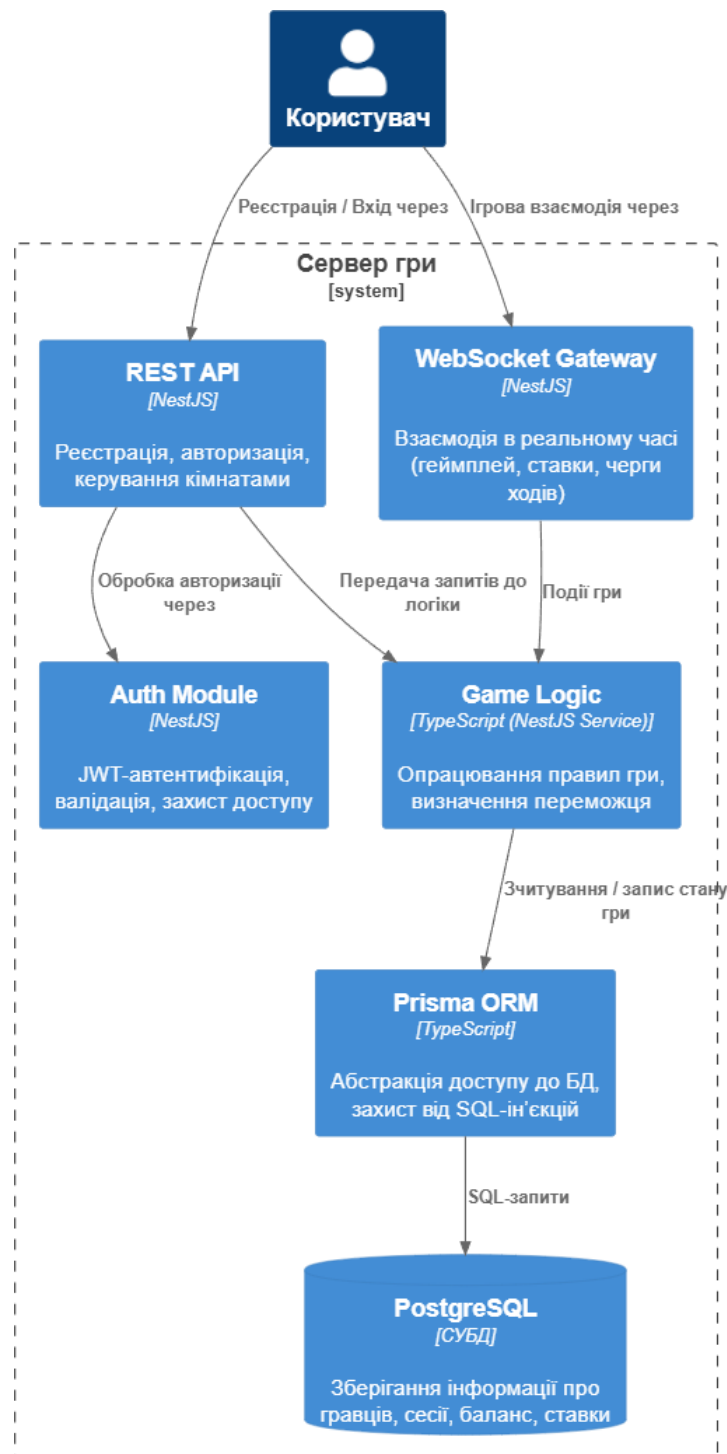 Користувач
Реєстрація / Вхід через
Ігрова взаємодія через
Сервер гри
[system]
REST API
[NestJS]
Реєстрація, авторизація,
керування кімнатами
WebSocket Gateway
[NestJS]
Взаємодія в реальному часі
(геймплей, ставки, черги
ходів)
Обробка авторизації
через
Передача запитів до
логіки
Події гри
Auth Module
[NestJS]
JWT-автентифікація,
валідація, захист доступу
Game Logic
[TypeScript (NestJS Service)]
Опрацювання правил гри,
визначення переможця
Зчитування / запис стану
гри
Prisma ORM
[TypeScript]
Абстракція доступу до БД,
захист від SQL-ін’єкцій
SQL-запити
PostgreSQL
[СУБД]
Зберігання інформації про
гравців, сесії, баланс, ставки